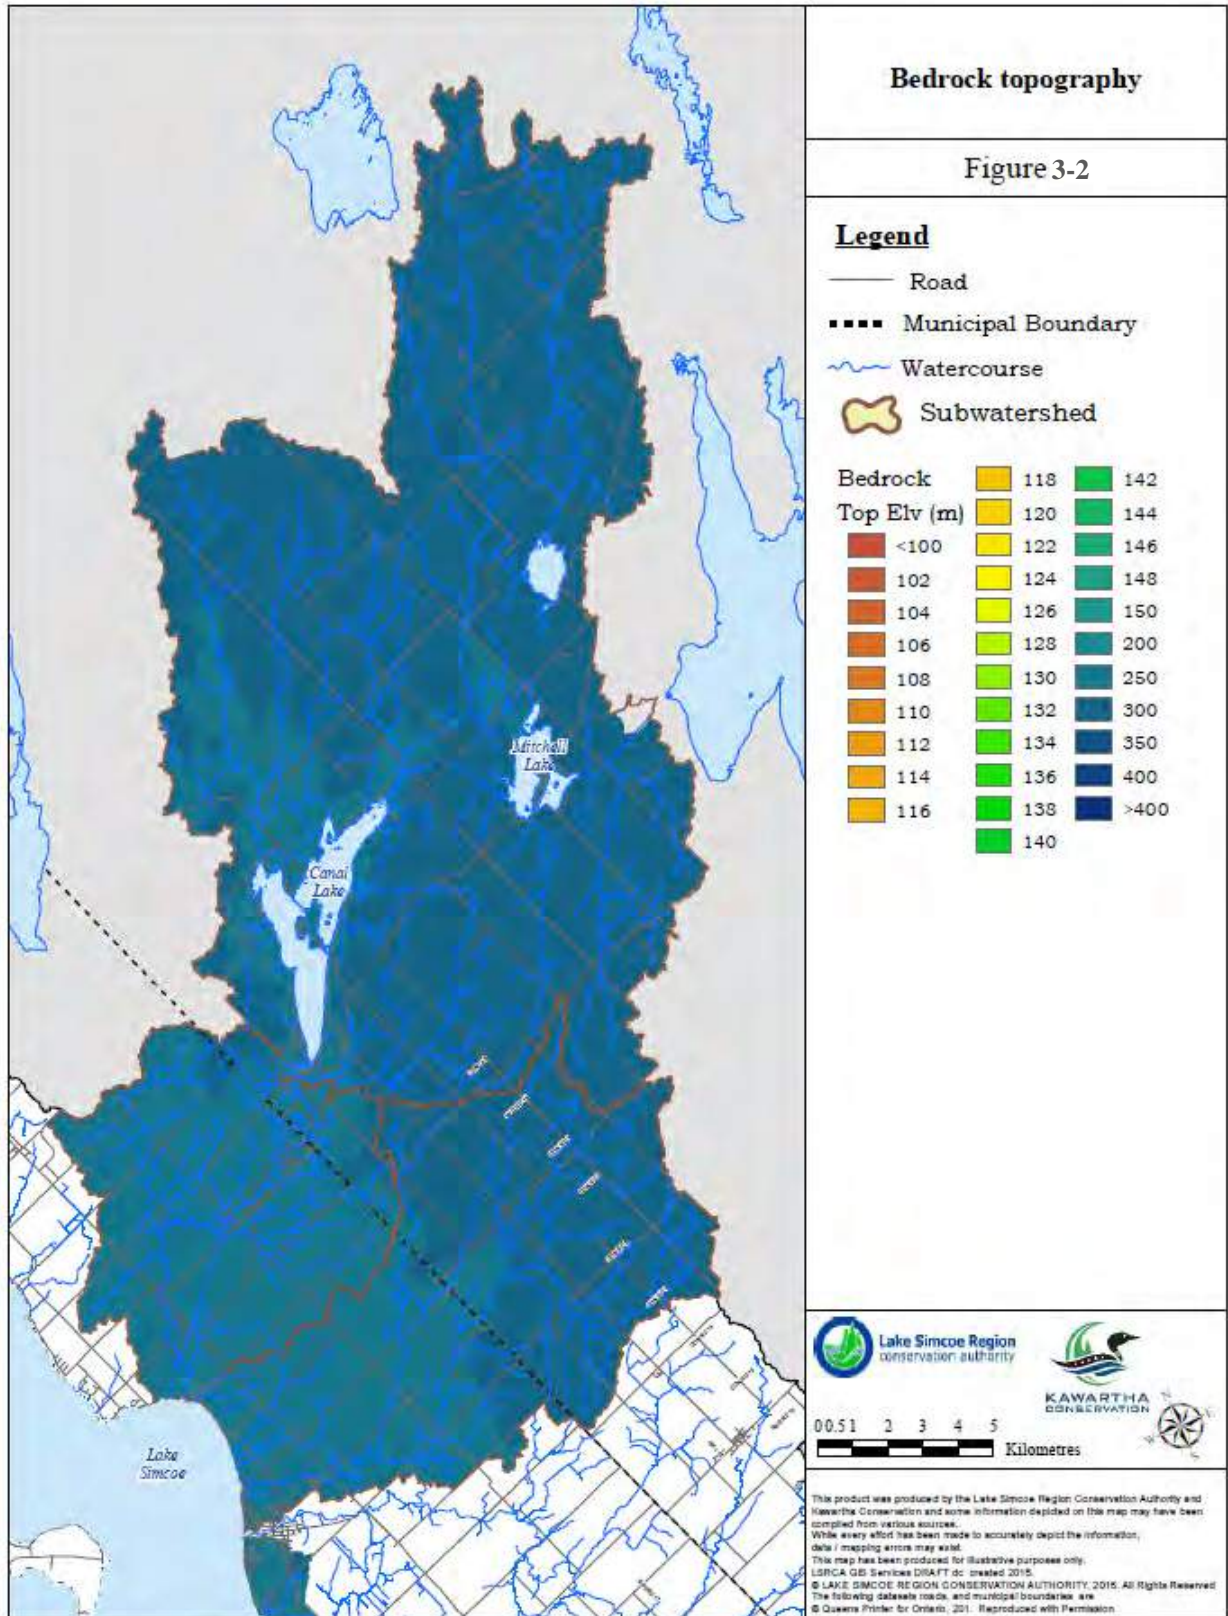 Bedrock topography
Figure 3-2
Legend
Road
Municipal Boundary
Watercourse
Subwatershed
Bedrock
Top Elv (m)
<100
102
104
106
108
110
112
114
116
118
120
122
124
126
128
130
132
134
136
138
140
142
144
146
148
150
200
250
300
350
400
>400
Mitchell
Lake
Canal
Lake
Lake
Simcoe
Lake Simcoe Region
conservation authority
KAWARTHA
CONSERVATION
N
E
S
W
0 0.5 1 2 3 4 5
Kilometres
This product was produced by the Lake Simcoe Region Conservation Authority and
Kawartha Conservation and some information depicted on this map may have been
compiled from various sources.
While every effort has been made to accurately depict the information,
data / mapping errors may exist.
This map has been produced for illustrative purposes only.
LSRCA GIS Services DRAFT dc created 2015.
© LAKE SIMCOE REGION CONSERVATION AUTHORITY, 2015. All Rights Reserved
The following datasets roads, and municipal boundaries are
© Queens Printer for Ontario, 201. Reproduced with Permission